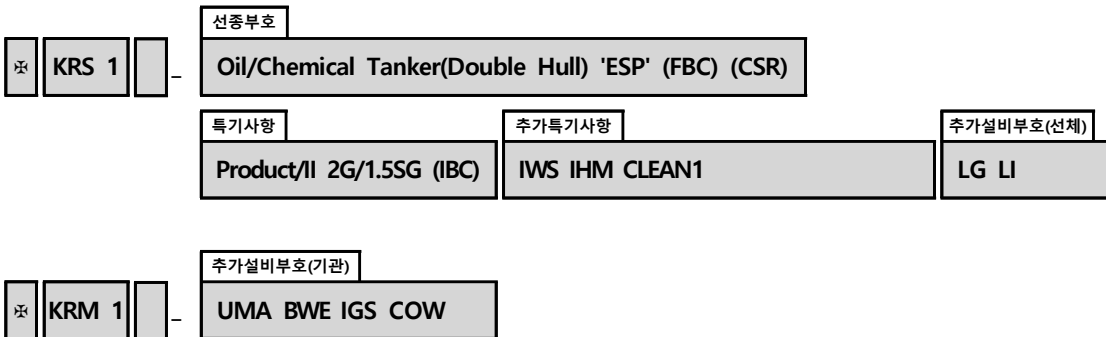 선종부호
✠ KRS 1 – Oil/Chemical Tanker(Double Hull) 'ESP' (FBC) (CSR)
특기사항 추가특기사항 추가설비부호(선체)
Product/II 2G/1.5SG (IBC) IWS IHM CLEAN1 LG LI
추가설비부호(기관)
✠ KRM 1 – UMA BWE IGS COW